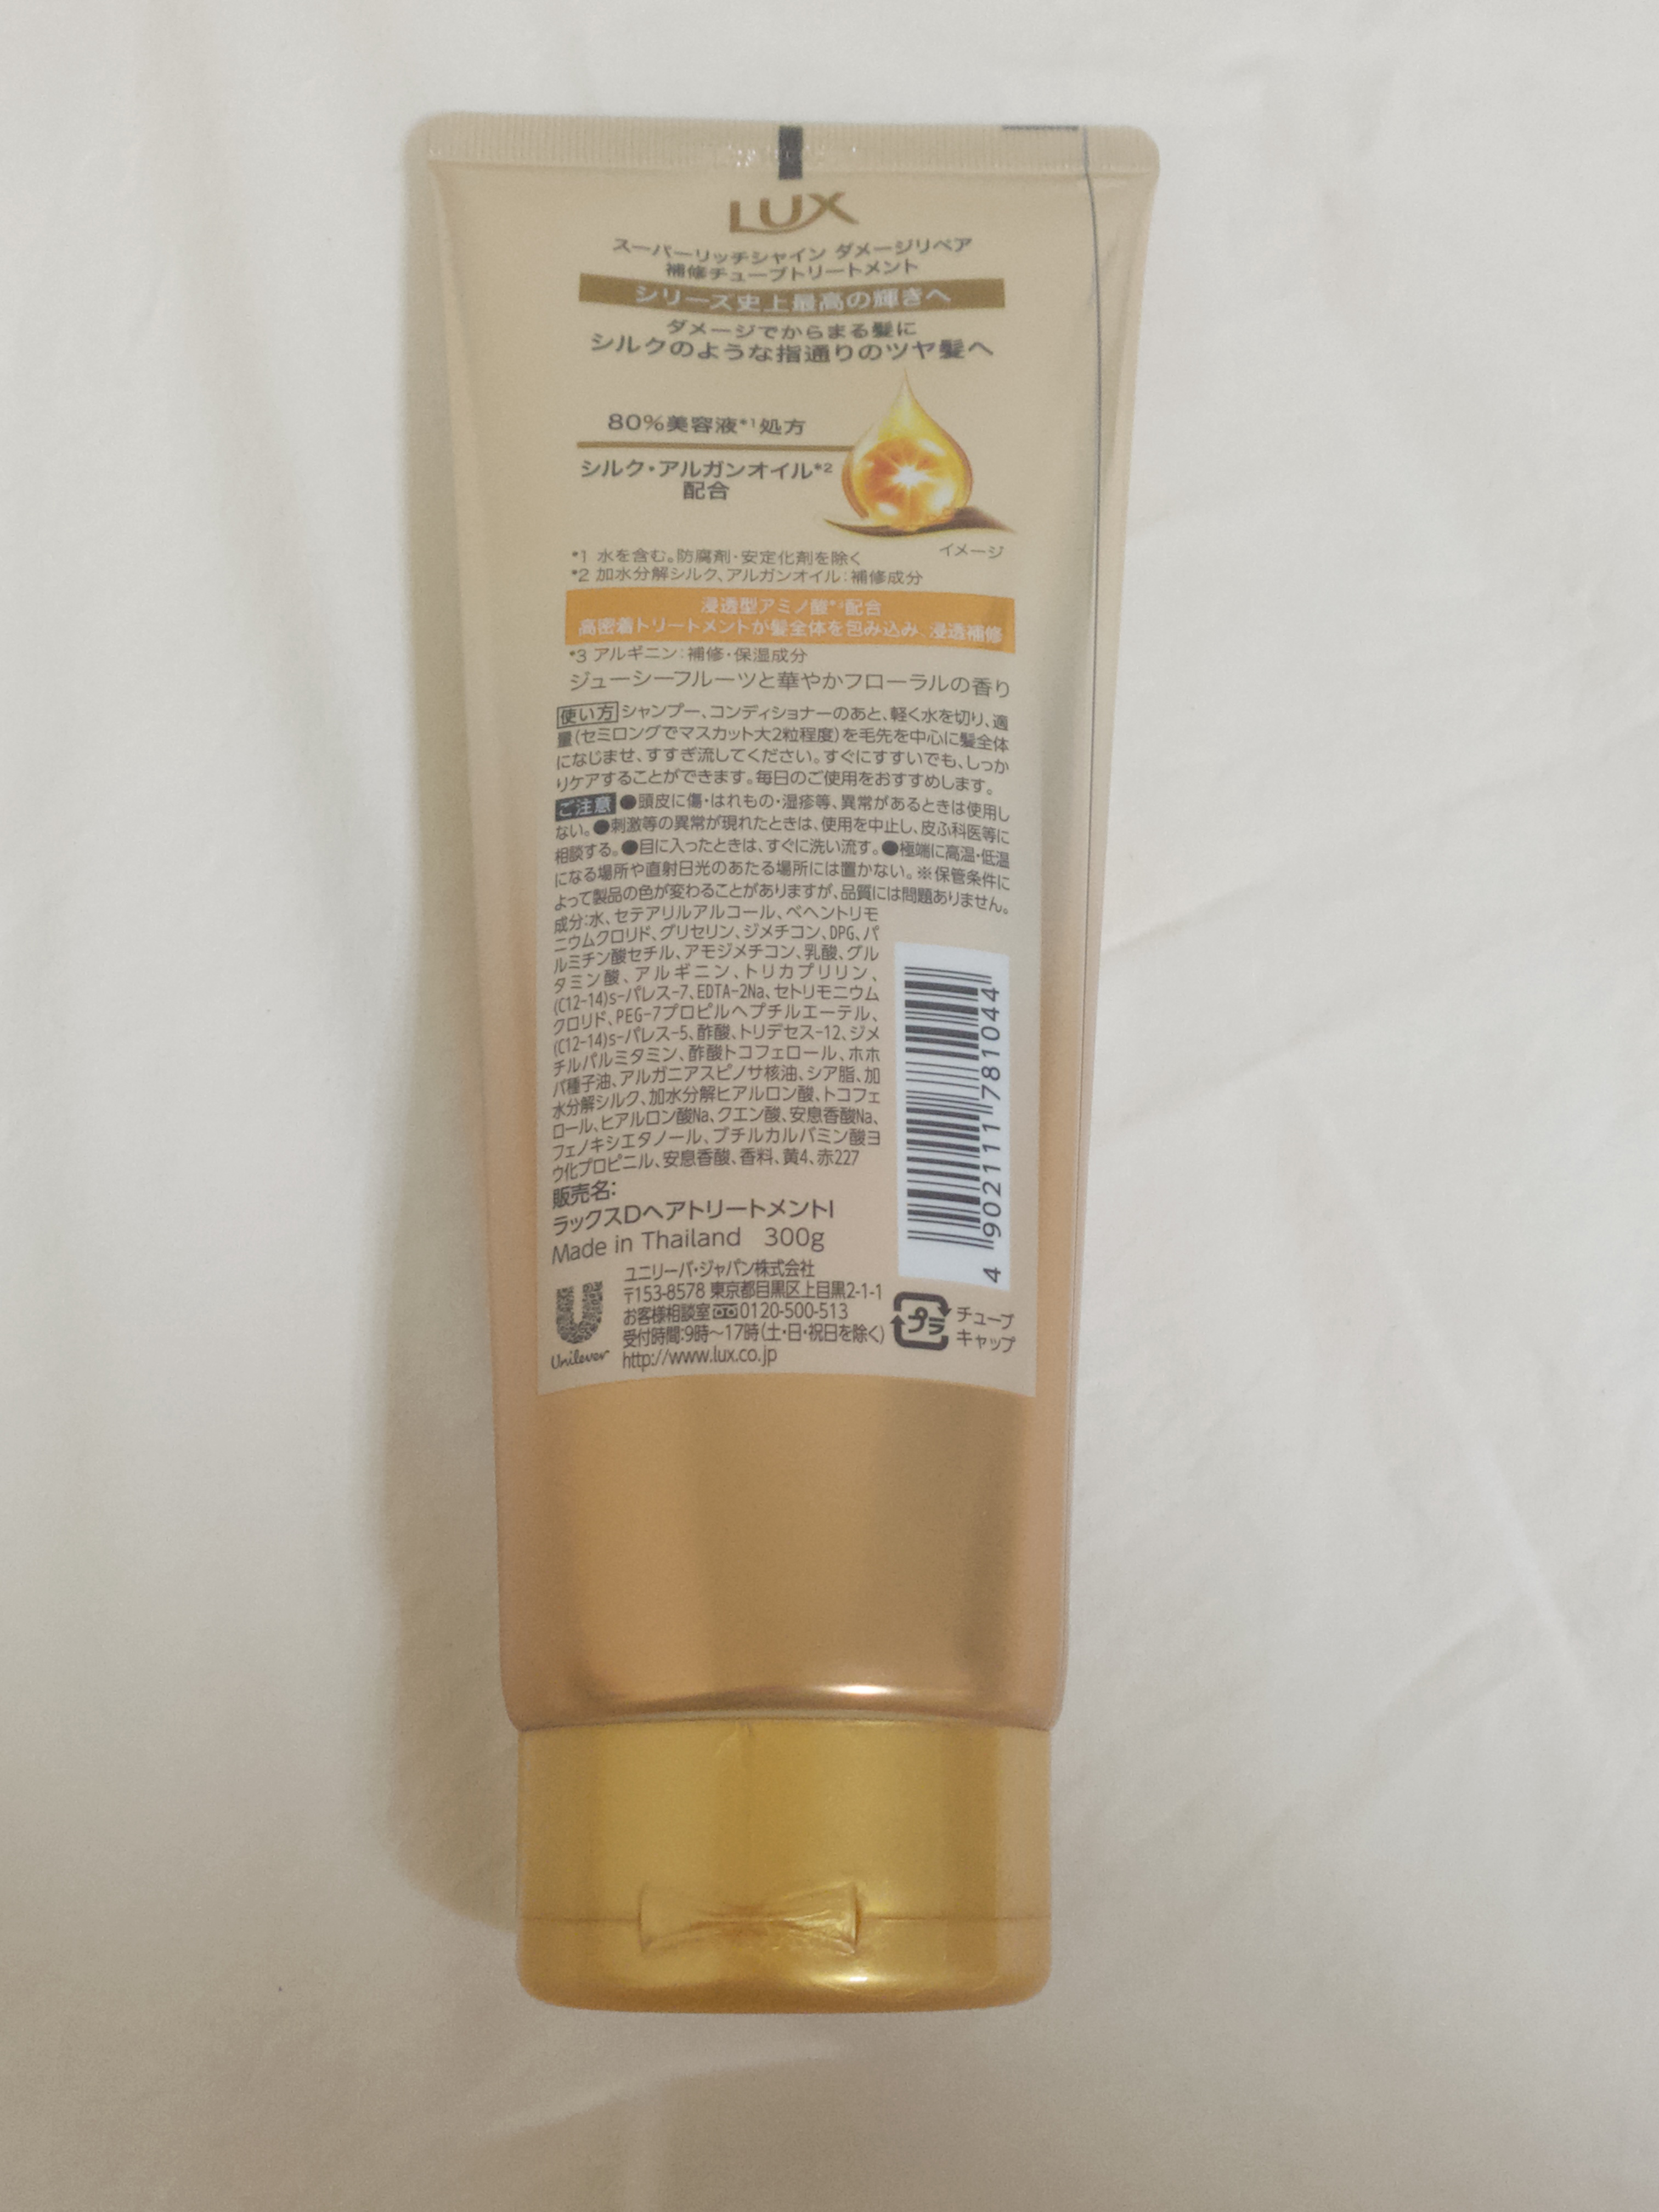 LUX
スーパーリッチシャイン ダメージリペア
補修チューブトリートメント
シリーズ史上最高の輝きへ
ダメージでからまる髪に
シルクのような指通りのツヤ髪へ
80%美容液*1処方
シルク・アルガンオイル*2
配合
イメージ
*1 水を含む。防腐剤・安定化剤を除く
*2 加水分解シルク、アルガンオイル：補修成分
浸透型アミノ酸*3配合
高密着トリートメントが髪全体を包み込み、浸透補修
*3 アルギニン：補修・保湿成分
ジューシーフルーツと華やかフローラルの香り
使い方 シャンプー、コンディショナーのあと、軽く水を切り、適
量(セミロングでマスカット大2粒程度)を毛先を中心に髪全体
になじませ、すすぎ流してください。すぐにすすいでも、しっか
りケアすることができます。毎日のご使用をおすすめします。
ご注意 ●頭皮に傷・はれもの・湿疹等、異常があるときは使用し
ない。●刺激等の異常が現れたときは、使用を中止し、皮ふ科医等に
相談する。●目に入ったときは、すぐに洗い流す。●極端に高温・低温
になる場所や直射日光のあたる場所には置かない。※保管条件に
よって製品の色が変わることがありますが、品質には問題ありません。
成分:水、セテアリルアルコール、ベヘントリモ
ニウムクロリド、グリセリン、ジメチコン、DPG、パ
ルミチン酸セチル、アモジメチコン、乳酸、グル
タミン酸、アルギニン、トリカプリリン、
(C12-14)s-パレス-7、EDTA-2Na、セトリモニウム
クロリド、PEG-7プロピルヘプチルエーテル、
(C12-14)s-パレス-5、酢酸、トリデセス-12、ジメ
チルパルミタミン、酢酸トコフェロール、ホホ
バ種子油、アルガニアスピノサ核油、シア脂、加
水分解シルク、加水分解ヒアルロン酸、トコフェ
ロール、ヒアルロン酸Na、クエン酸、安息香酸Na、
フェノキシエタノール、ブチルカルバミン酸ヨ
ウ化プロピニル、安息香酸、香料、黄4、赤227
4 902111 781044
販売名：
ラックスDヘアトリートメントI
Made in Thailand 300g
ユニリーバ・ジャパン株式会社
〒153-8578 東京都目黒区上目黒2-1-1
お客様相談室 0120-500-513
受付時間:9時～17時(土・日・祝日を除く)
http://www.lux.co.jp
Unilever
プラ
チューブ
キャップ